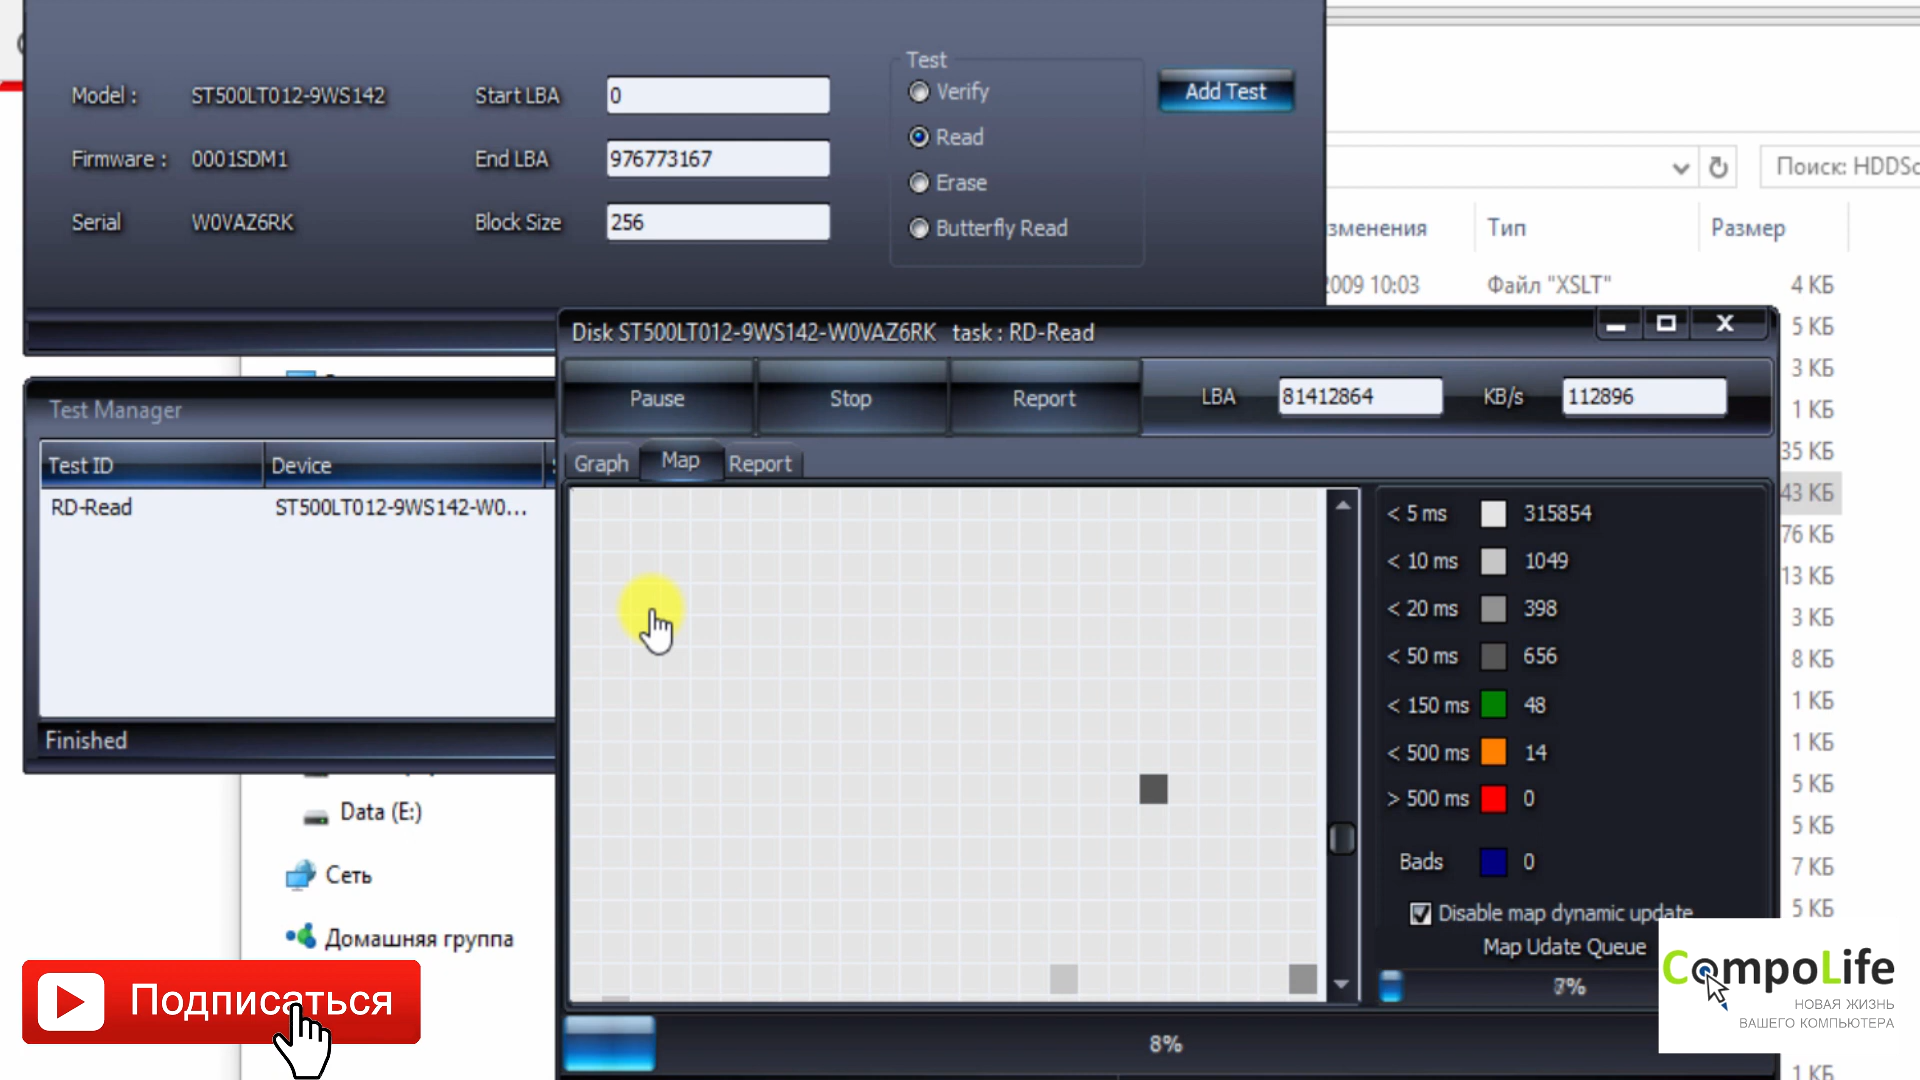 Model :
ST500LT012-9WS142
Start LBA
0
Firmware :
0001SDM1
End LBA
976773167
Serial
W0VAZ6RK
Block Size
256
Test
Verify
Read
Erase
Butterfly Read
Add Test
Поиск: HDDSc
зменения
Тип
Размер
2009 10:03
Файл "XSLT"
4 КБ
5 КБ
3 КБ
1 КБ
35 КБ
43 КБ
76 КБ
13 КБ
3 КБ
8 КБ
1 КБ
1 КБ
5 КБ
5 КБ
7 КБ
5 КБ
1 КБ
Test Manager
Test ID
Device
RD-Read
ST500LT012-9WS142-W0...
Finished
Data (E:)
Сеть
Домашняя группа
Подписаться
Disk ST500LT012-9WS142-W0VAZ6RK task : RD-Read
Pause
Stop
Report
LBA
81412864
KB/s
112896
Graph
Map
Report
< 5 ms 315854
< 10 ms 1049
< 20 ms 398
< 50 ms 656
< 150 ms 48
< 500 ms 14
> 500 ms 0
Bads 0
Disable map dynamic update
Map Udate Queue
8%
CompoLife
НОВАЯ ЖИЗНЬ
ВАШЕГО КОМПЬЮТЕРА